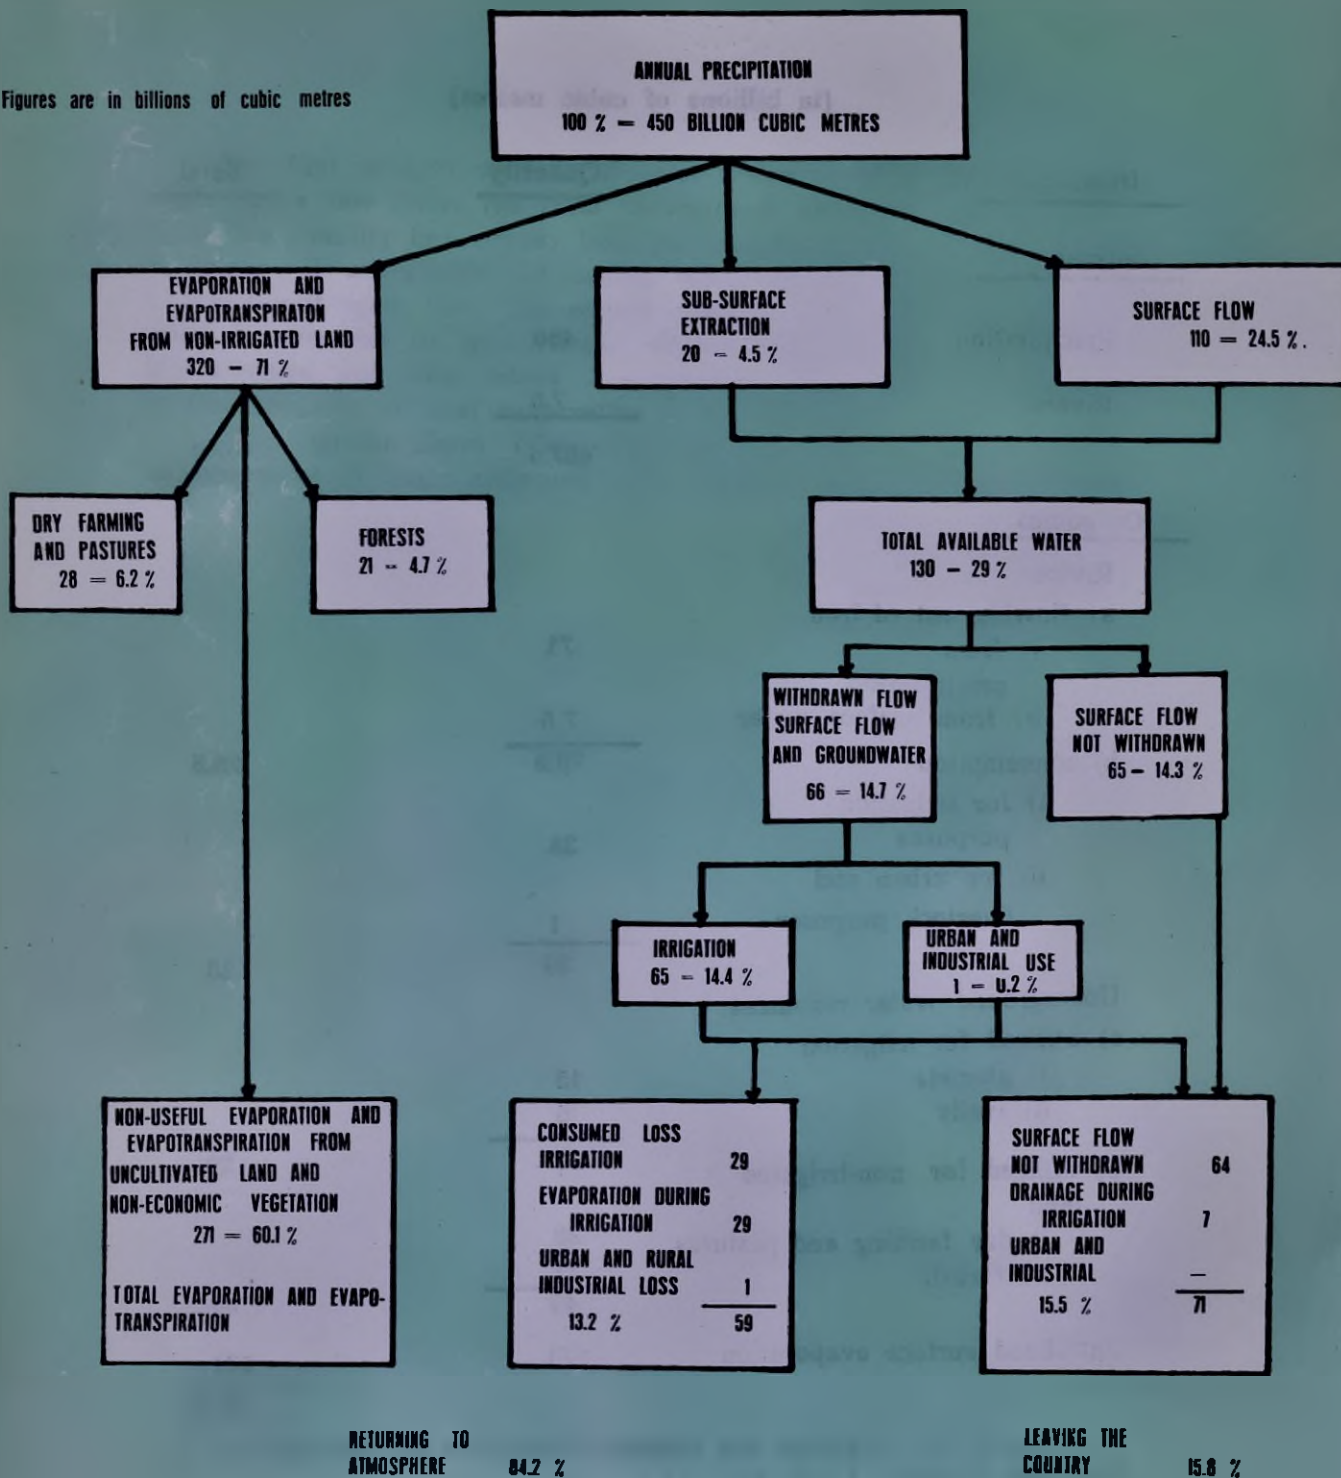 Figures are in billions of cubic metres
ANNUAL PRECIPITATION
100 % — 450 BILLION CUBIC METRES
EVAPORATION AND
EVAPOTRANSPIRATON
FROM NON-IRRIGATED LAND
320 — 71 %
SUB-SURFACE
EXTRACTION
20 — 4.5 %
SURFACE FLOW
110 = 24.5 %.
DRY FARMING
AND PASTURES
28 = 6.2 %
FORESTS
21 — 4.7 %
TOTAL AVAILABLE WATER
130 — 29 %
WITHDRAWN FLOW
SURFACE FLOW
AND GROUNDWATER
66 = 14.7 %
SURFACE FLOW
NOT WITHDRAWN
65 — 14.3 %
IRRIGATION
65 — 14.4 %
URBAN AND
INDUSTRIAL USE
1 — 0.2 %
NON-USEFUL EVAPORATION AND
EVAPOTRANSPIRATION FROM
UNCULTIVATED LAND AND
NON-ECONOMIC VEGETATION
271 = 60.1 %
TOTAL EVAPORATION AND EVAPO-
TRANSPIRATION
CONSUMED LOSS
IRRIGATION 29
EVAPORATION DURING
IRRIGATION 29
URBAN AND RURAL
INDUSTRIAL LOSS 1
13.2 % 59
SURFACE FLOW
NOT WITHDRAWN 64
DRAINAGE DURING
IRRIGATION 7
URBAN AND
INDUSTRIAL —
15.5 % 71
RETURNING TO
ATMOSPHERE 84.2 %
LEAVING THE
COUNTRY 15.8 %